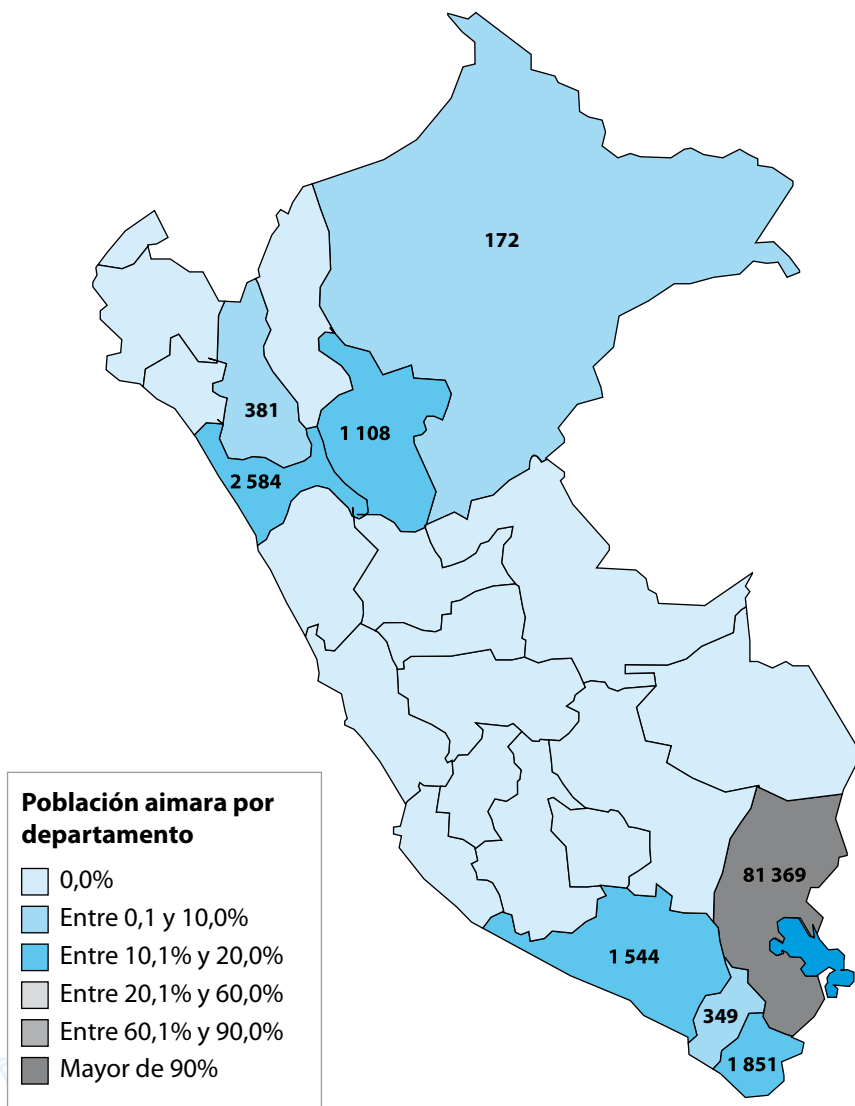 172
381
1 108
2 584
81 369
1 544
349
1 851
Población aimara por
departamento
0,0%
Entre 0,1 y 10,0%
Entre 10,1% y 20,0%
Entre 20,1% y 60,0%
Entre 60,1% y 90,0%
Mayor de 90%